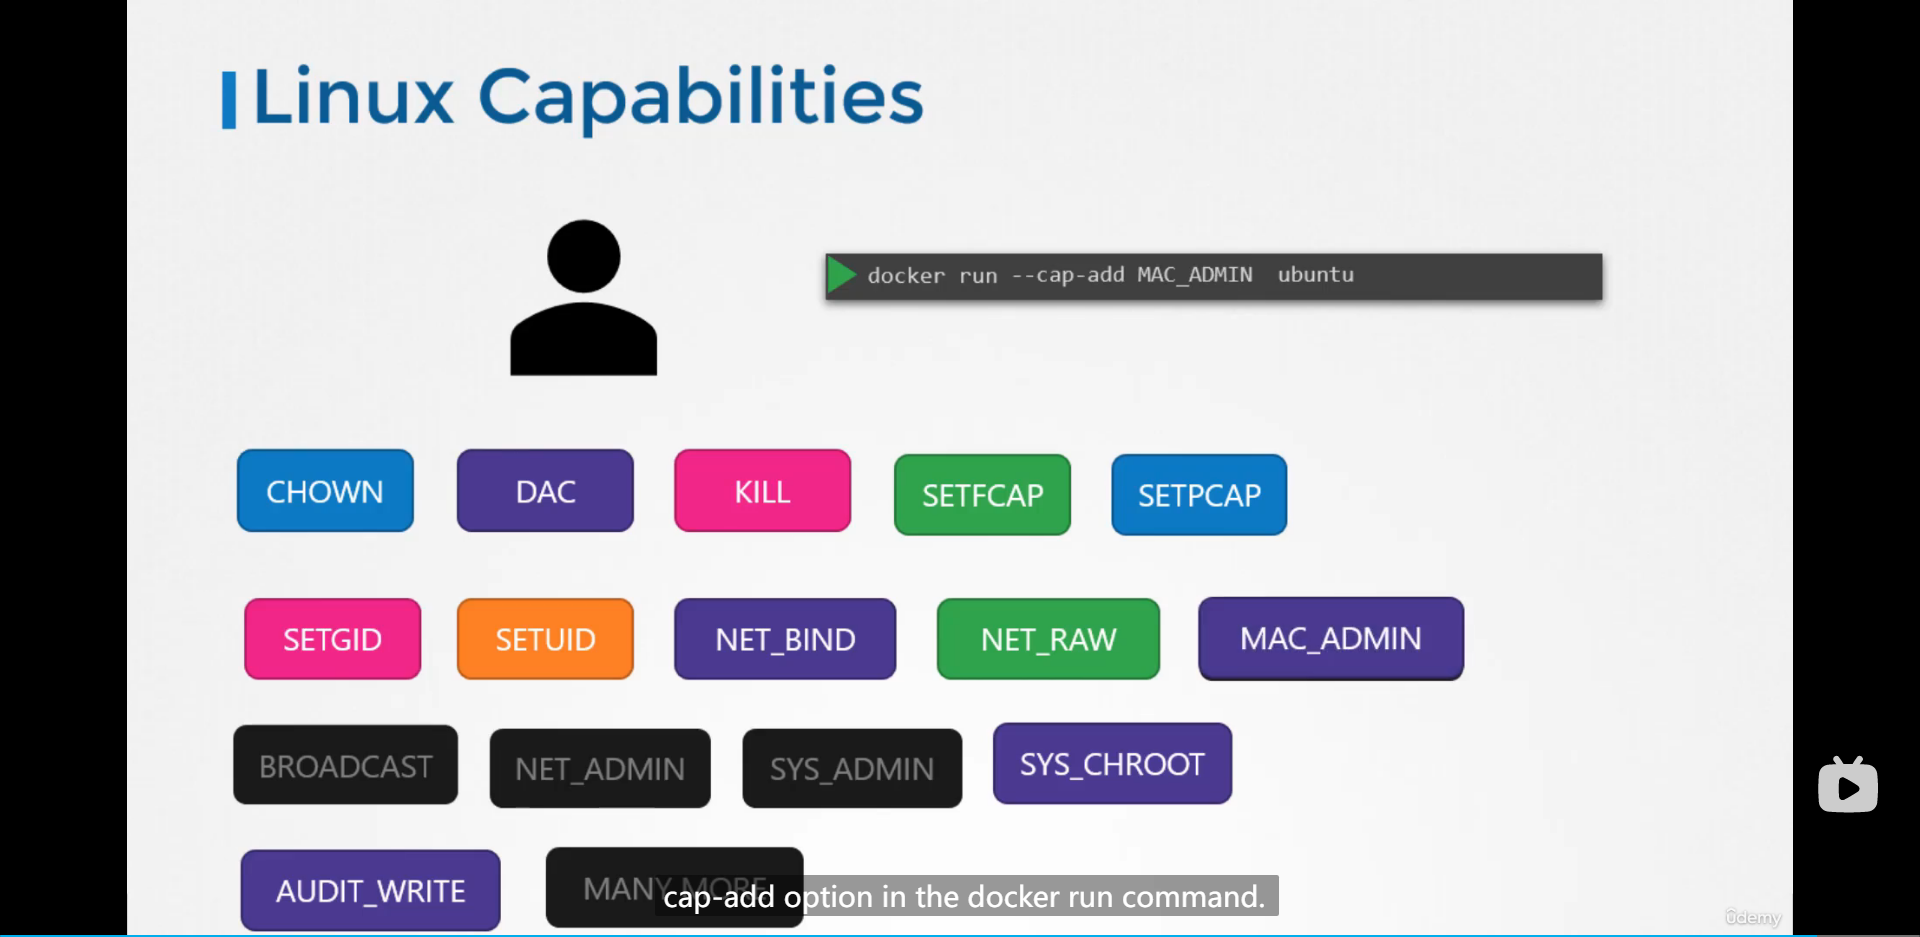 Linux Capabilities
docker run --cap-add MAC_ADMIN  ubuntu
CHOWN
DAC
KILL
SETFCAP
SETPCAP
SETGID
SETUID
NET_BIND
NET_RAW
MAC_ADMIN
BROADCAST
NET_ADMIN
SYS_ADMIN
SYS_CHROOT
AUDIT_WRITE
MANY MORE
cap-add option in the docker run command.
ûdemy